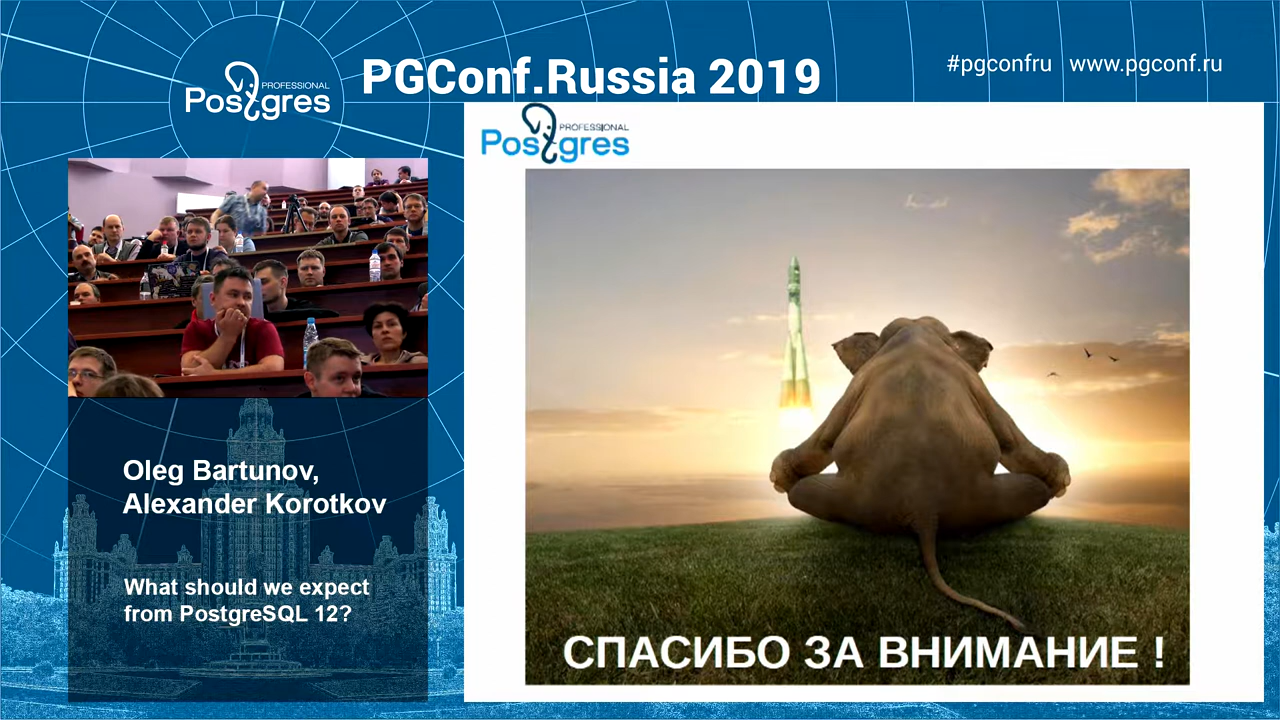 PROFESSIONAL
Postgres
PGConf.Russia 2019
#pgconfru www.pgconf.ru
PROFESSIONAL
Postgres
Oleg Bartunov,
Alexander Korotkov
What should we expect
from PostgreSQL 12?
СПАСИБО ЗА ВНИМАНИЕ !